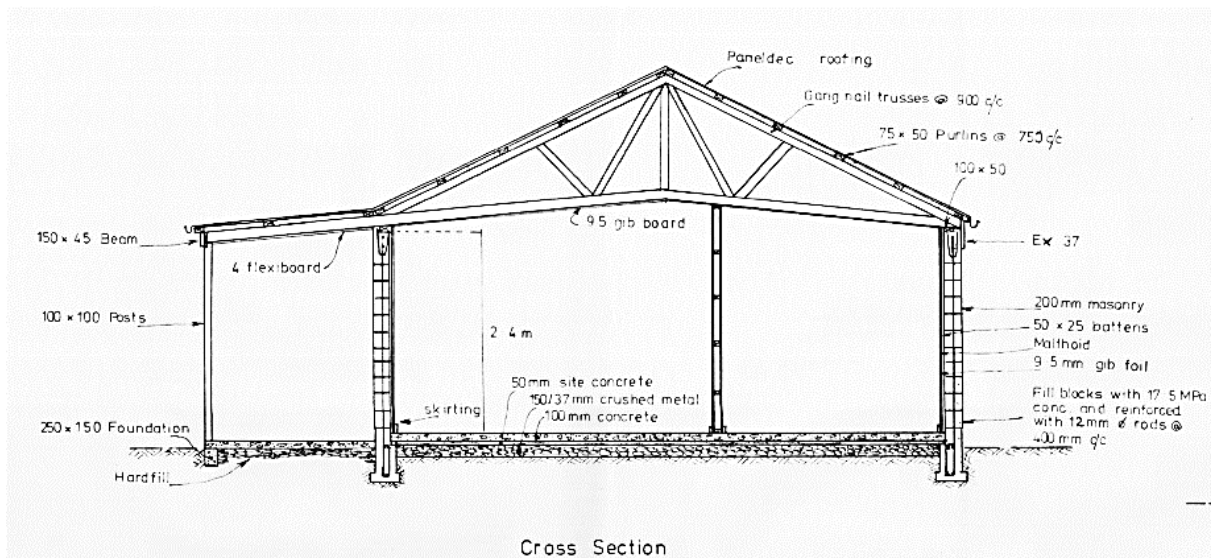 Paneldec roofing
Gang nail trusses @ 900 c/c
75 × 50 Purlins @ 750 c/c
100 × 50
9.5 gib board
150 × 45 Beam
Ex 37
4 flexiboard
100 × 100 Posts
2.4 m
200mm masonry
50 × 25 battens
Malthoid
9.5mm gib foil
50mm site concrete
150/37mm crushed metal
100mm concrete
skirting
Fill blocks with 17.5 MPa
conc. and reinforced
with 12mm ø rods @
400mm c/c
250 × 150 Foundation
Hardfill
Cross Section